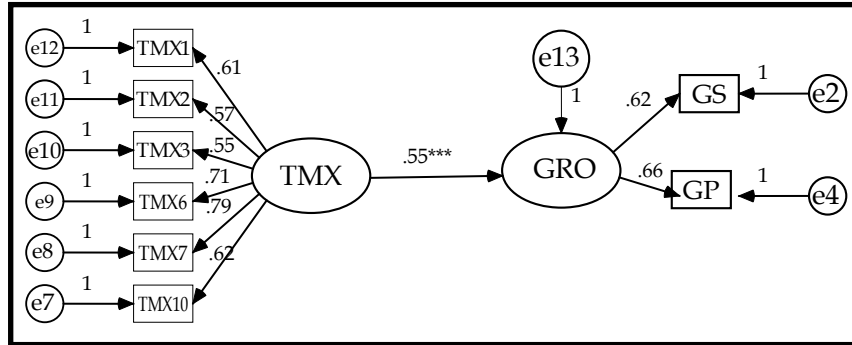 1
e12
TMX1
.61
1
e11
TMX2
.57
1
e10
TMX3
.55
1
e9
TMX6
.71
1
e8
TMX7
.79
1
e7
TMX10
.62
TMX
.55***
e13
1
GRO
.62
GS
1
e2
.66
GP
1
e4